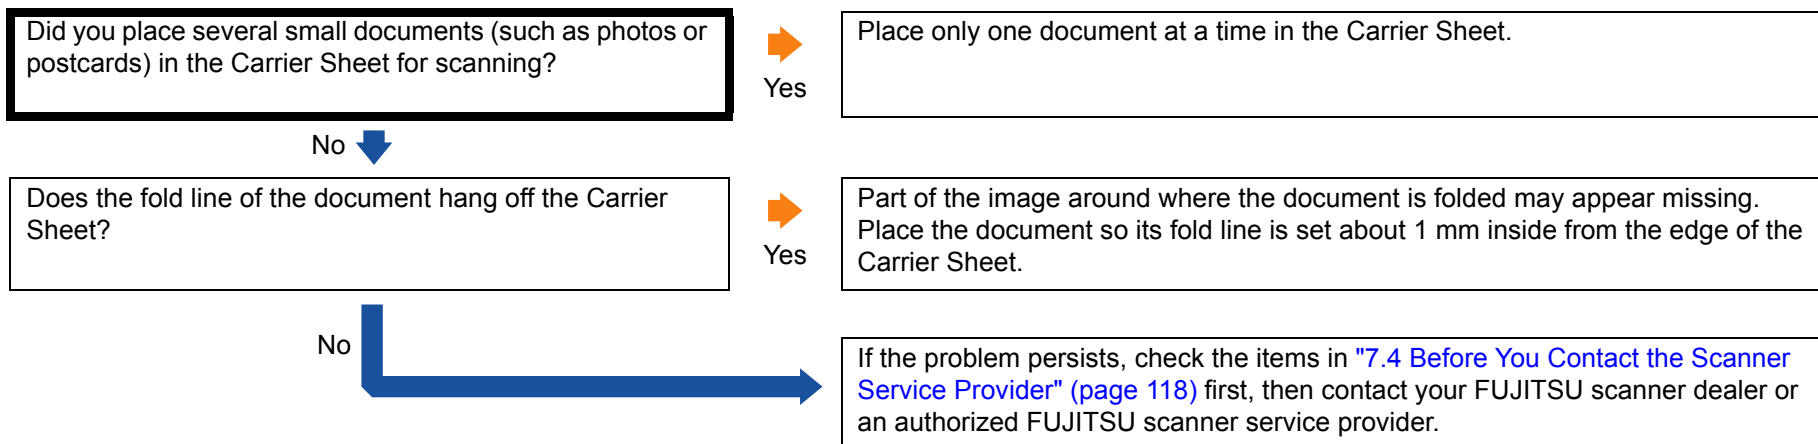 Did you place several small documents (such as photos or
postcards) in the Carrier Sheet for scanning?
Yes
Place only one document at a time in the Carrier Sheet.
No
Does the fold line of the document hang off the Carrier
Sheet?
Yes
Part of the image around where the document is folded may appear missing.
Place the document so its fold line is set about 1 mm inside from the edge of the
Carrier Sheet.
No
If the problem persists, check the items in "7.4 Before You Contact the Scanner
Service Provider" (page 118) first, then contact your FUJITSU scanner dealer or
an authorized FUJITSU scanner service provider.